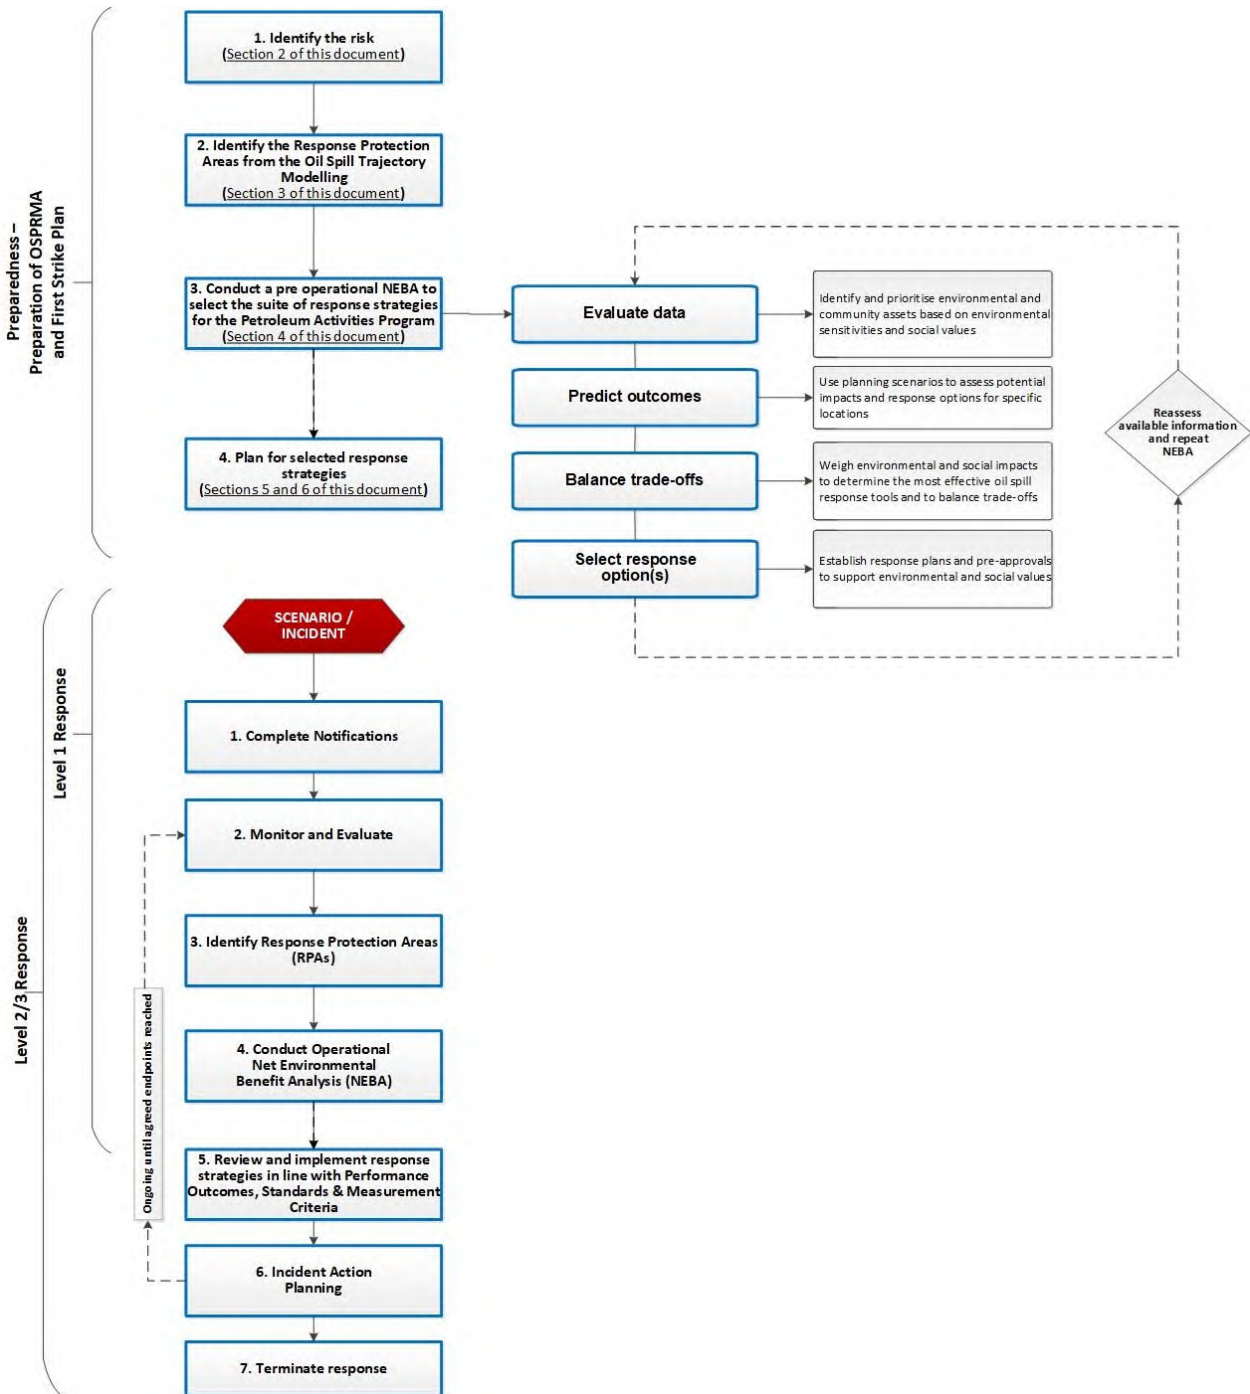 Preparedness –
Preparation of OSPRMA
and First Strike Plan
1. Identify the risk
(Section 2 of this document)
2. Identify the Response Protection
Areas from the Oil Spill Trajectory
Modelling
(Section 3 of this document)
3. Conduct a pre operational NEBA to
select the suite of response strategies
for the Petroleum Activities Program
(Section 4 of this document)
4. Plan for selected response
strategies
(Sections 5 and 6 of this document)
Evaluate data
Identify and prioritise environmental and
community assets based on environmental
sensitivities and social values
Predict outcomes
Use planning scenarios to assess potential
impacts and response options for specific
locations
Balance trade-offs
Weigh environmental and social impacts
to determine the most effective oil spill
response tools and to balance trade-offs
Select response
option(s)
Establish response plans and pre-approvals
to support environmental and social values
Reassess
available information
and repeat
NEBA
Level 1 Response
Level 2/3 Response
SCENARIO /
INCIDENT
1. Complete Notifications
2. Monitor and Evaluate
3. Identify Response Protection Areas
(RPAs)
4. Conduct Operational
Net Environmental
Benefit Analysis (NEBA)
Ongoing until agreed endpoints reached
5. Review and implement response
strategies in line with Performance
Outcomes, Standards & Measurement
Criteria
6. Incident Action
Planning
7. Terminate response